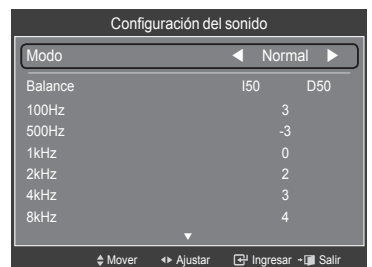 Configuración del sonido
Modo ◀ Normal ▶
Balance I50 D50
100Hz 3
500Hz -3
1kHz 0
2kHz 2
4kHz 3
8kHz 4
Mover Ajustar Ingresar Salir